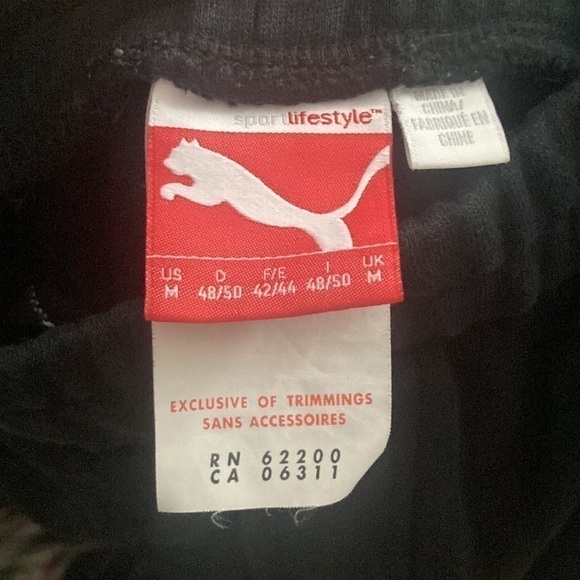 sportlifestyle™
MADE IN
CHINA/
FABRIQUÉ EN
CHINE
US D F/E I UK
M 48/50 42/44 48/50 M
EXCLUSIVE OF TRIMMINGS
SANS ACCESSOIRES
RN 62200
CA 06311